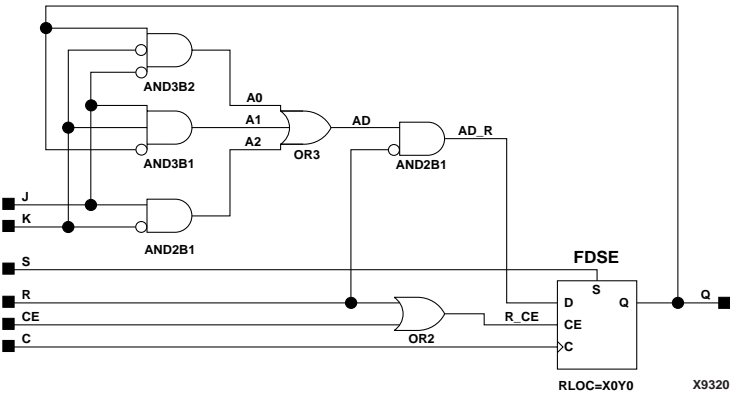 AND3B2
A0
A1
AD
AD_R
A2
OR3
AND3B1
AND2B1
J
K
AND2B1
S
FDSE
S
R
D
Q
Q
CE
R_CE
CE
OR2
C
C
RLOC=X0Y0
X9320